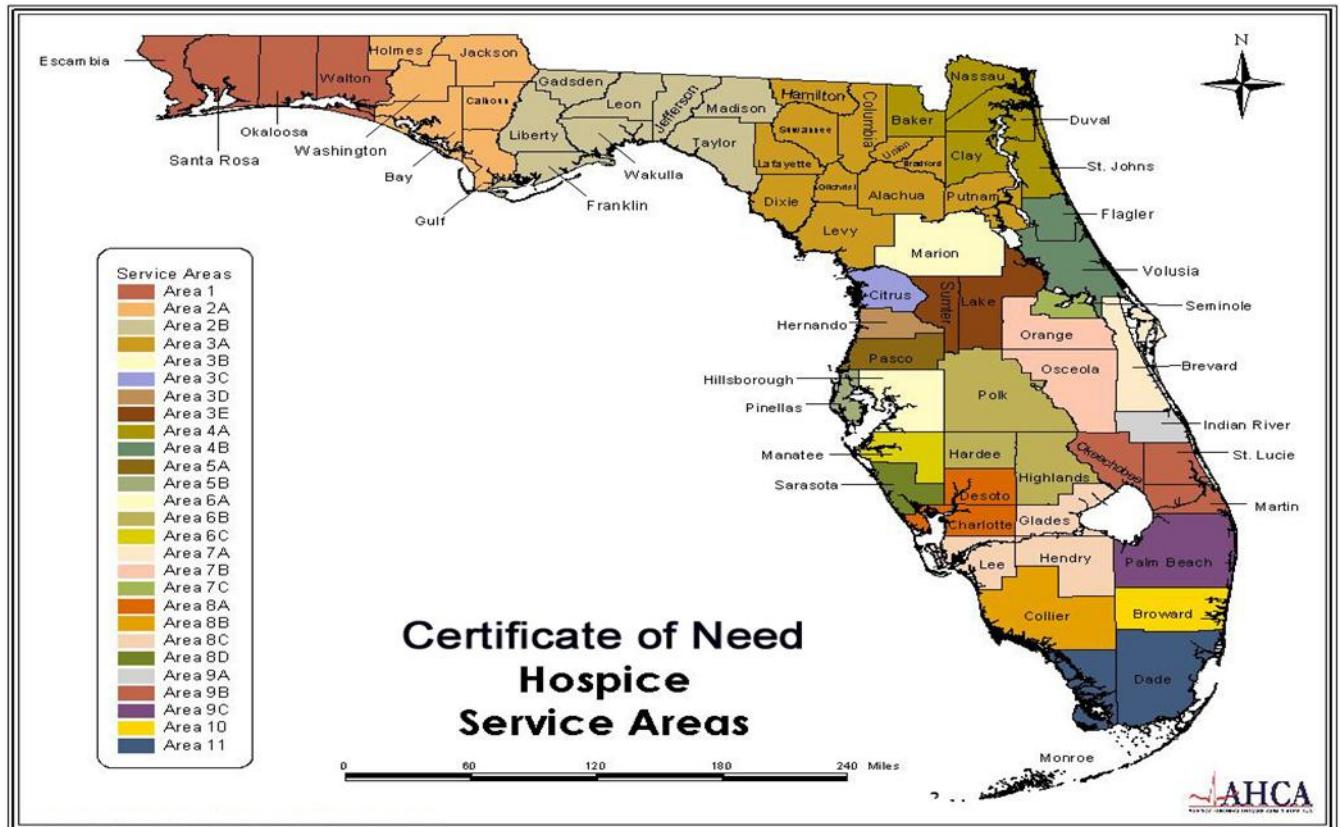 N
Escambia
Holmes
Jackson
Walton
Gadsden
Leon
Jefferson
Madison
Hamilton
Columbia
Nassau
Baker
Duval
Okaloosa
Santa Rosa
Washington
Calhoun
Liberty
Taylor
Suwannee
Lafayette
Union
Bradford
Clay
St. Johns
Bay
Wakulla
Franklin
Gulf
Dixie
Gilchrist
Alachua
Putnam
Flagler
Levy
Marion
Volusia
Citrus
Sumter
Lake
Seminole
Hernando
Orange
Pasco
Osceola
Brevard
Hillsborough
Polk
Pinellas
Indian River
Manatee
Hardee
Okeechobee
St. Lucie
Sarasota
Highlands
Desoto
Martin
Charlotte
Glades
Lee
Hendry
Palm Beach
Collier
Broward
Dade
Monroe
Service Areas
Area 1
Area 2A
Area 2B
Area 3A
Area 3B
Area 3C
Area 3D
Area 3E
Area 4A
Area 4B
Area 5A
Area 5B
Area 6A
Area 6B
Area 6C
Area 7A
Area 7B
Area 7C
Area 8A
Area 8B
Area 8C
Area 8D
Area 9A
Area 9B
Area 9C
Area 10
Area 11
Certificate of Need
Hospice
Service Areas
0 60 120 180 240 Miles
AHCA